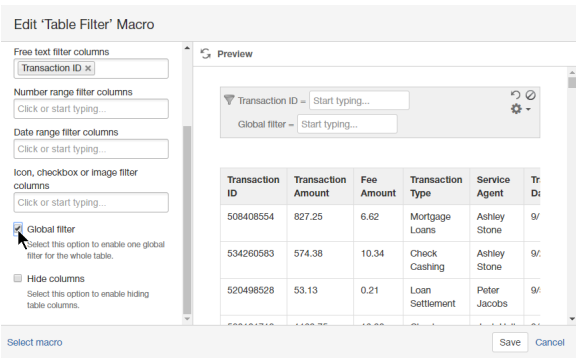 Edit 'Table Filter' Macro
Free text filter columns
Transaction ID ×
Number range filter columns
Click or start typing...
Date range filter columns
Click or start typing...
Icon, checkbox or image filter
columns
Click or start typing...
Global filter
Select this option to enable one global
filter for the whole table.
Hide columns
Select this option to enable hiding
table columns.
Preview
Transaction ID = Start typing...
Global filter = Start typing...
Transaction ID Transaction Amount Fee Amount Transaction Type Service Agent
508408554 827.25 6.62 Mortgage Loans Ashley Stone 9/
534260583 574.38 10.34 Check Cashing Ashley Stone 9/
520498528 53.13 0.21 Loan Settlement Peter Jacobs 9/
Select macro
Save Cancel